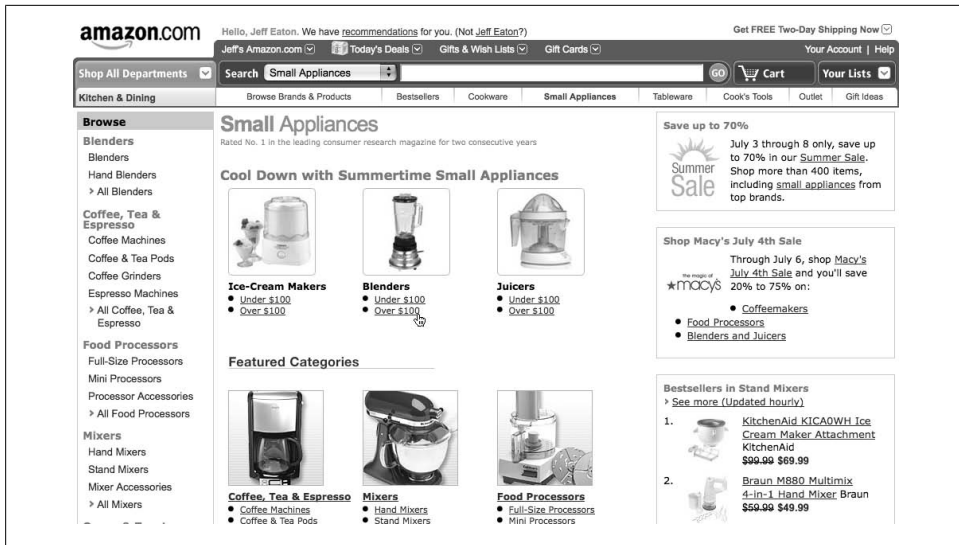 amazon.com
Hello, Jeff Eaton. We have recommendations for you. (Not Jeff Eaton?)
Get FREE Two-Day Shipping Now
Jeff's Amazon.com
Today's Deals
Gifts & Wish Lists
Gift Cards
Your Account | Help
Shop All Departments
Search
Small Appliances
GO
Cart
Your Lists
Kitchen & Dining
Browse Brands & Products
Bestsellers
Cookware
Small Appliances
Tableware
Cook's Tools
Outlet
Gift Ideas
Browse
Blenders
Blenders
Hand Blenders
> All Blenders
Coffee, Tea &
Espresso
Coffee Machines
Coffee & Tea Pods
Coffee Grinders
Espresso Machines
> All Coffee, Tea &
Espresso
Food Processors
Full-Size Processors
Mini Processors
Processor Accessories
> All Food Processors
Mixers
Hand Mixers
Stand Mixers
Mixer Accessories
> All Mixers
Small Appliances
Rated No. 1 in the leading consumer research magazine for two consecutive years
Cool Down with Summertime Small Appliances
Ice-Cream Makers
• Under $100
• Over $100
Blenders
• Under $100
• Over $100
Juicers
• Under $100
• Over $100
Featured Categories
Coffee, Tea & Espresso
• Coffee Machines
• Coffee & Tea Pods
Mixers
• Hand Mixers
• Stand Mixers
Food Processors
• Full-Size Processors
• Mini Processors
Save up to 70%
Summer
Sale
July 3 through 8 only, save up
to 70% in our Summer Sale.
Shop more than 400 items,
including small appliances from
top brands.
Shop Macy's July 4th Sale
the magic of
★macy's
Through July 6, shop Macy's
July 4th Sale and you'll save
20% to 75% on:
• Coffeemakers
• Food Processors
• Blenders and Juicers
Bestsellers in Stand Mixers
> See more (Updated hourly)
1.
KitchenAid KICA0WH Ice
Cream Maker Attachment
KitchenAid
$99.99 $69.99
2.
Braun M880 Multimix
4-in-1 Hand Mixer Braun
$59.99 $49.99